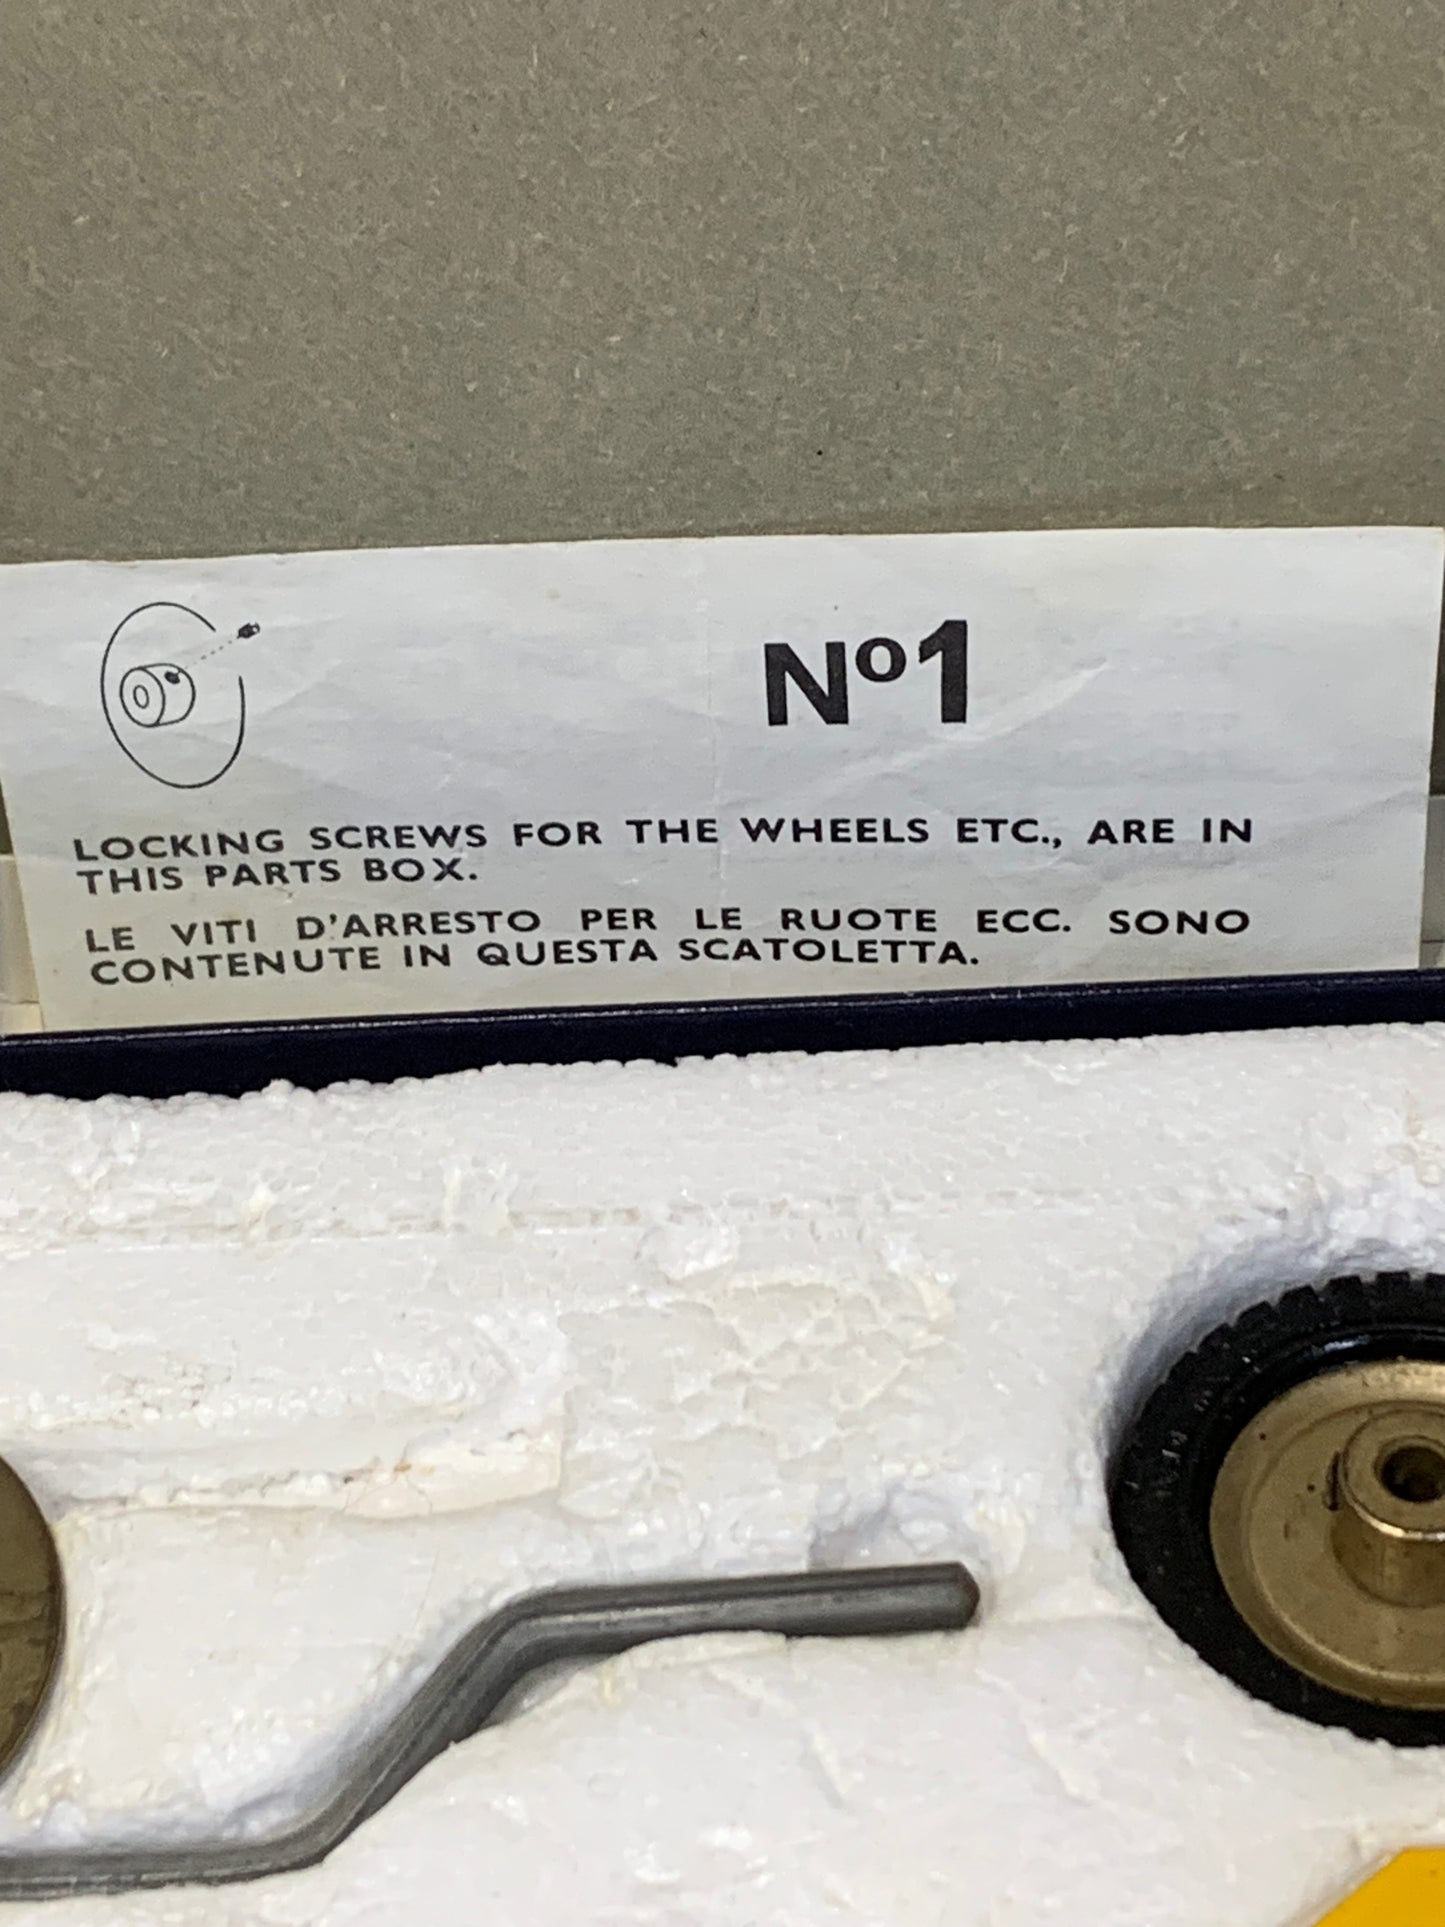 Nº1
LOCKING SCREWS FOR THE WHEELS ETC., ARE IN
THIS PARTS BOX.
LE VITI D'ARRESTO PER LE RUOTE ECC. SONO
CONTENUTE IN QUESTA SCATOLETTA.